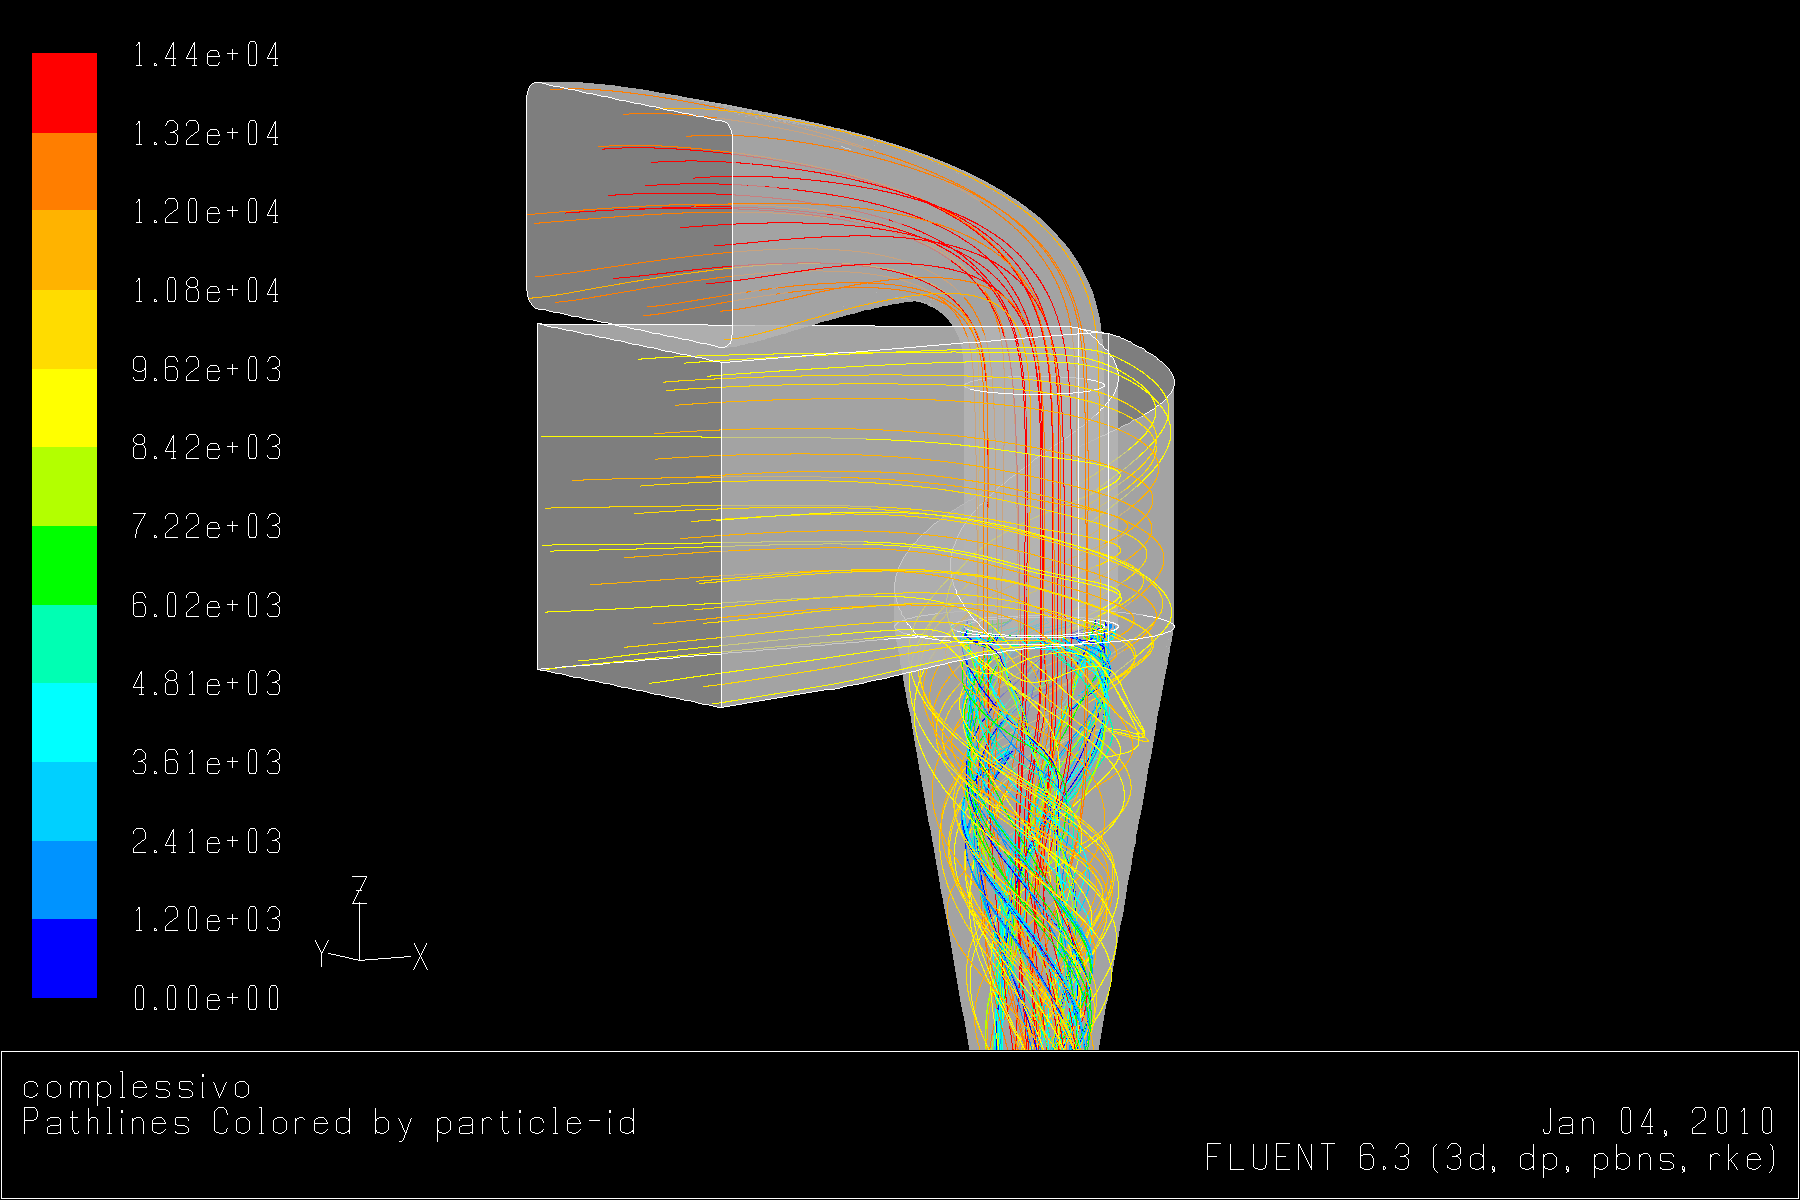 1.44e+04
1.32e+04
1.20e+04
1.08e+04
9.62e+03
8.42e+03
7.22e+03
6.02e+03
4.81e+03
3.61e+03
2.41e+03
1.20e+03
0.00e+00
Z
Y
X
complessivo
Pathlines Colored by particle-id
Jan 04, 2010
FLUENT 6.3 (3d, dp, pbns, rke)